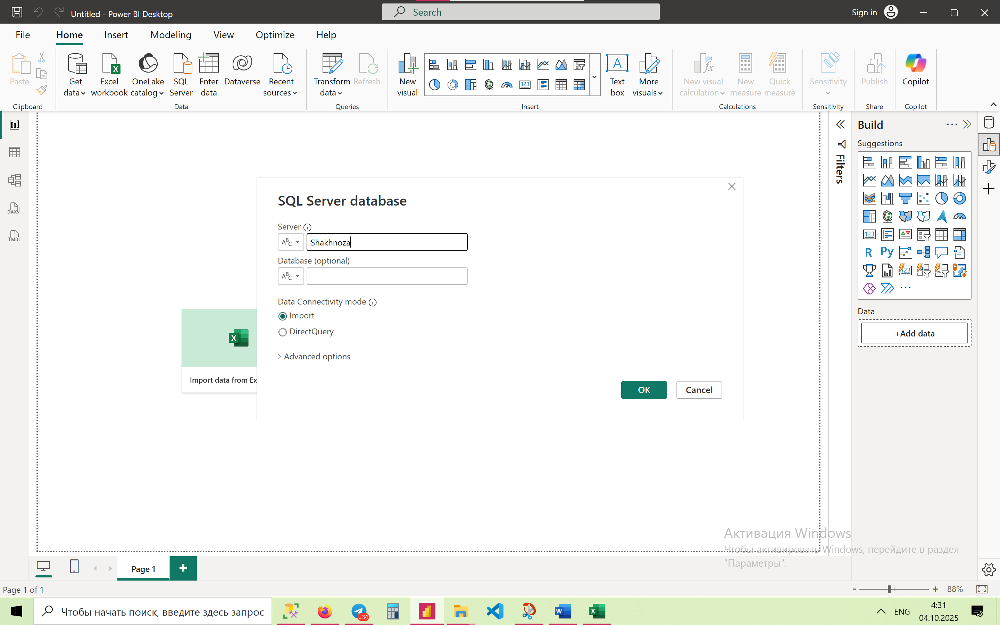 Untitled - Power BI Desktop
Search
Sign in
File
Home
Insert
Modeling
View
Optimize
Help
Paste
Get data
Excel workbook
OneLake catalog
SQL Server
Enter data
Dataverse
Recent sources
Transform data
Refresh
New visual
Text box
More visuals
New visual calculation
New measure
Quick measure
Sensitivity
Publish
Copilot
Clipboard
Data
Queries
Insert
Calculations
Sensitivity
Share
Copilot
DAX
TMDL
Filters
Build
Suggestions
123
R
Py
123
Data
+Add data
SQL Server database
Server
ABC
Shakhnoza
Database (optional)
ABC
Data Connectivity mode
Import
DirectQuery
Advanced options
OK
Cancel
Import data from Ex
Активация Windows
Чтобы активировать Windows, перейдите в раздел
"Параметры".
Page 1
Page 1 of 1
- + 88%
Чтобы начать поиск, введите здесь запрос
..34
ENG
4:31
04.10.2025